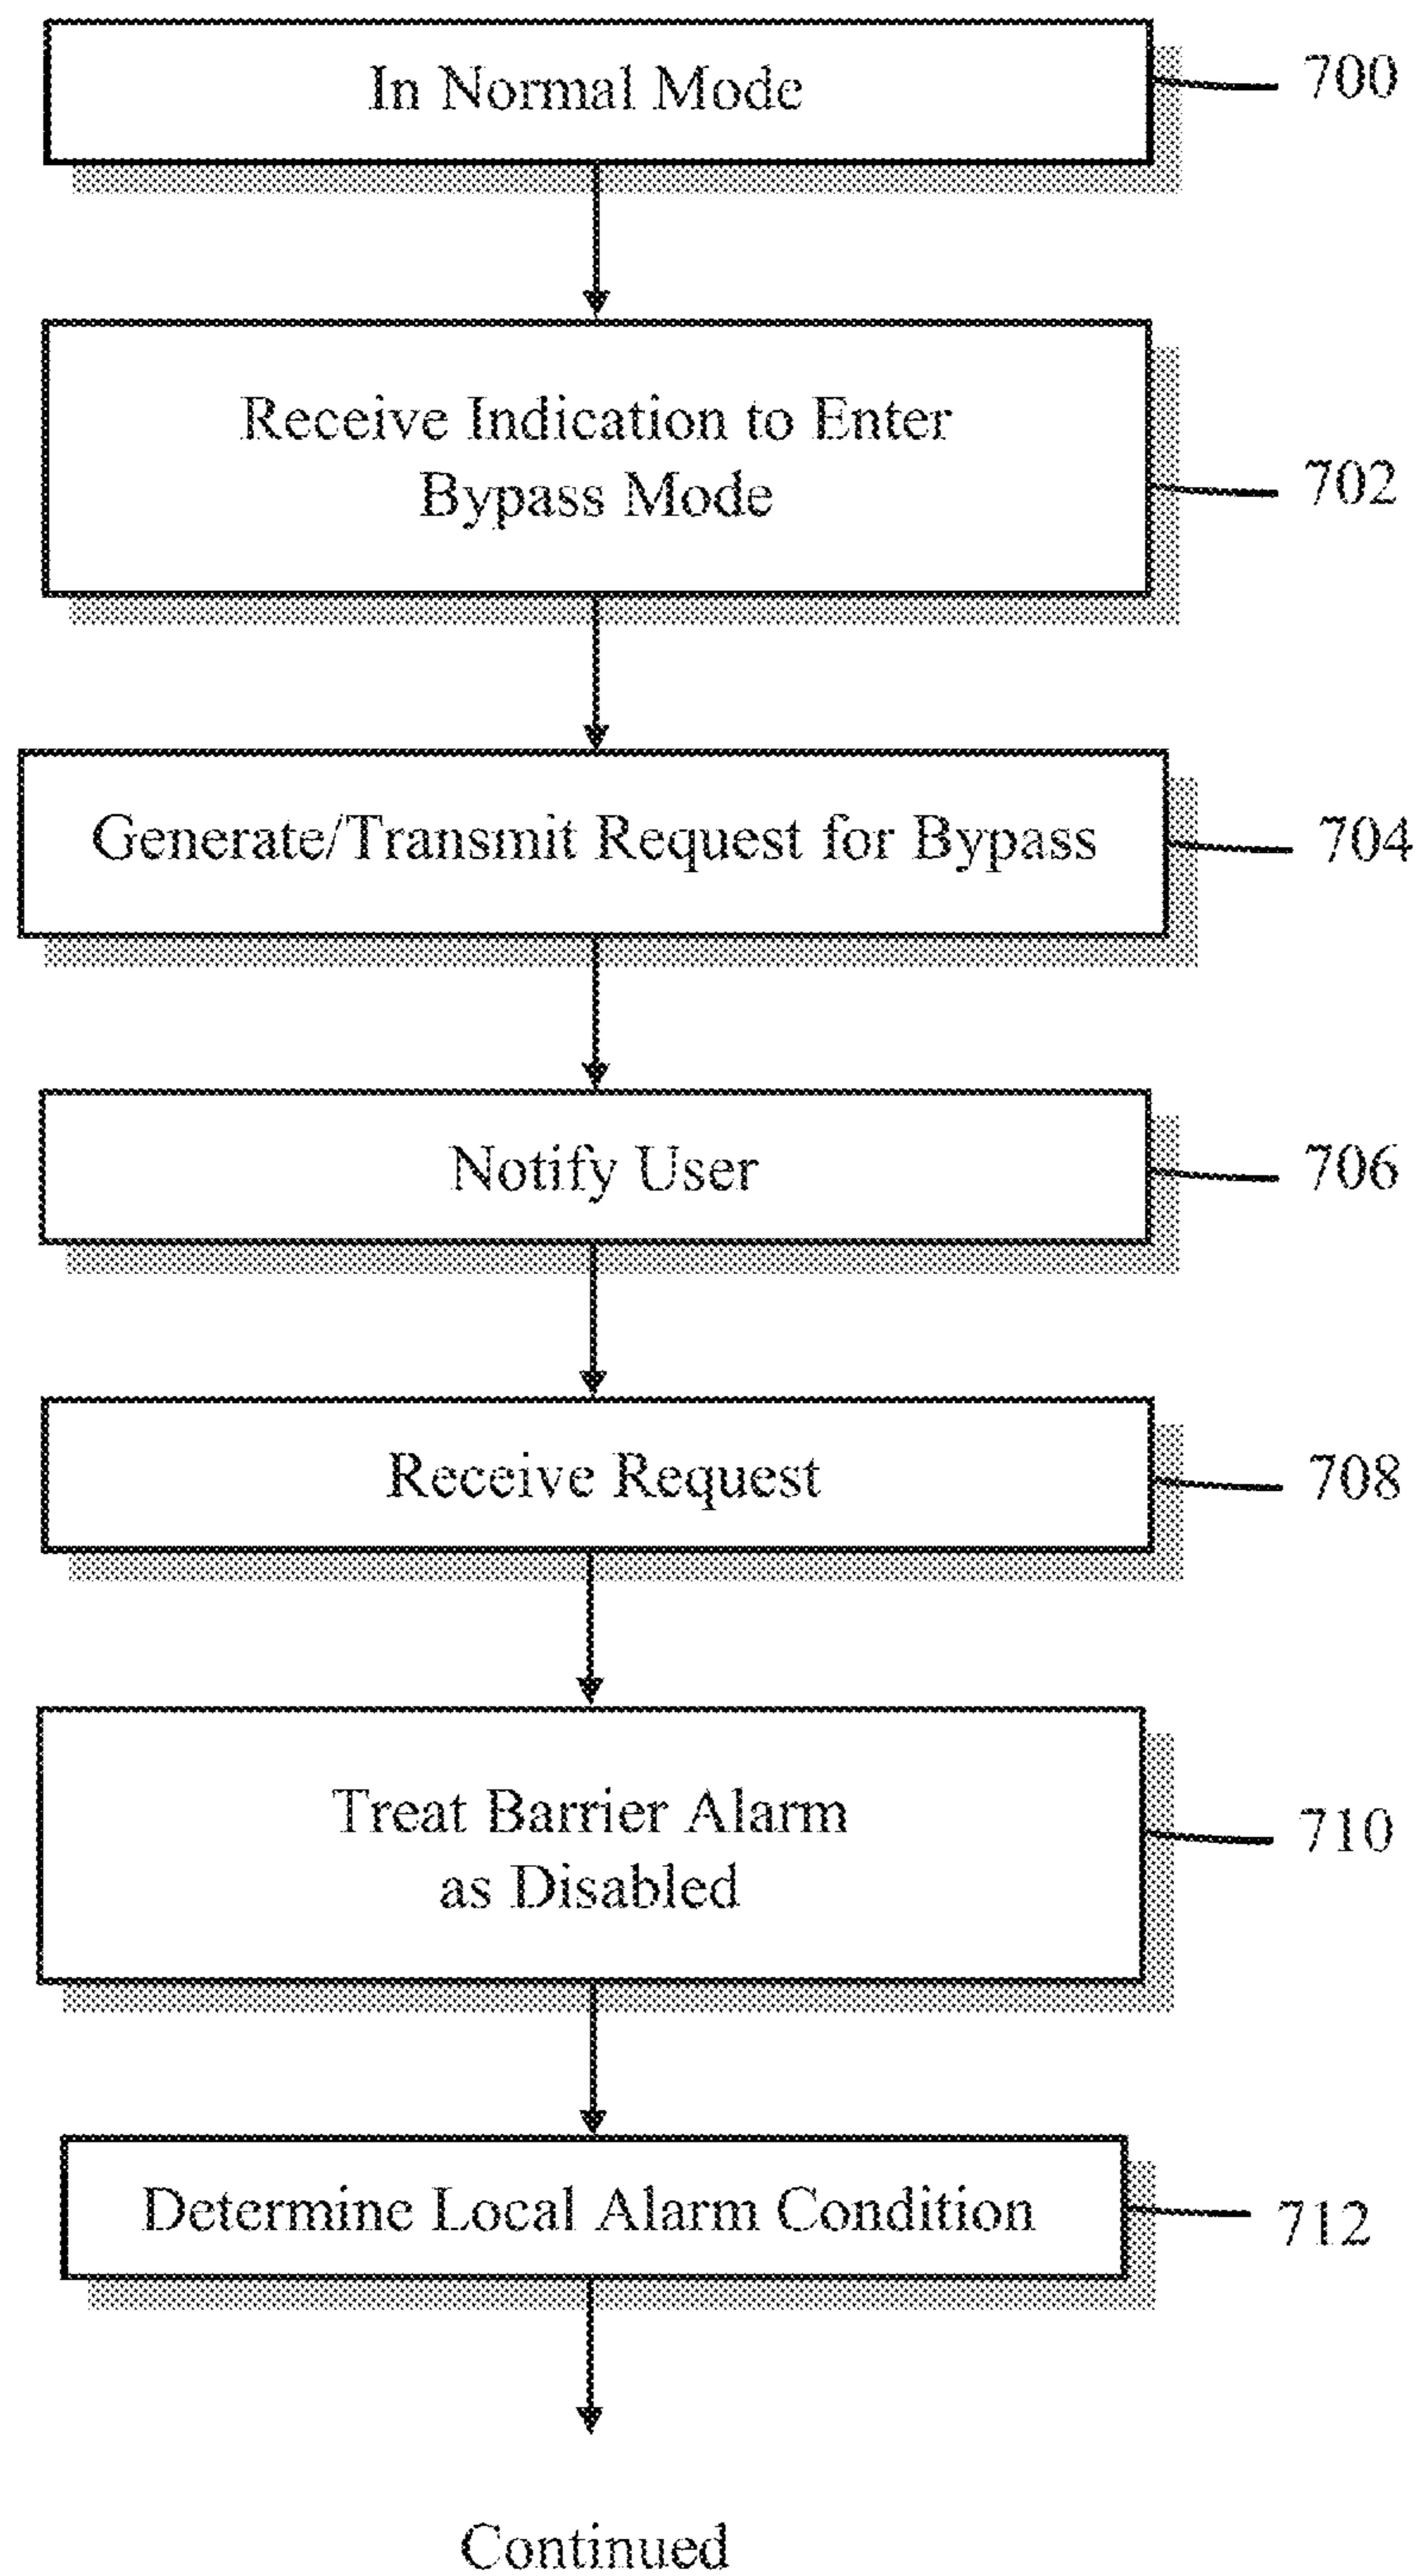 In Normal Mode
700
Receive Indication to Enter
Bypass Mode
702
Generate/Transmit Request for Bypass
704
Notify User
706
Receive Request
708
Treat Barrier Alarm
as Disabled
710
Determine Local Alarm Condition
712
Continued